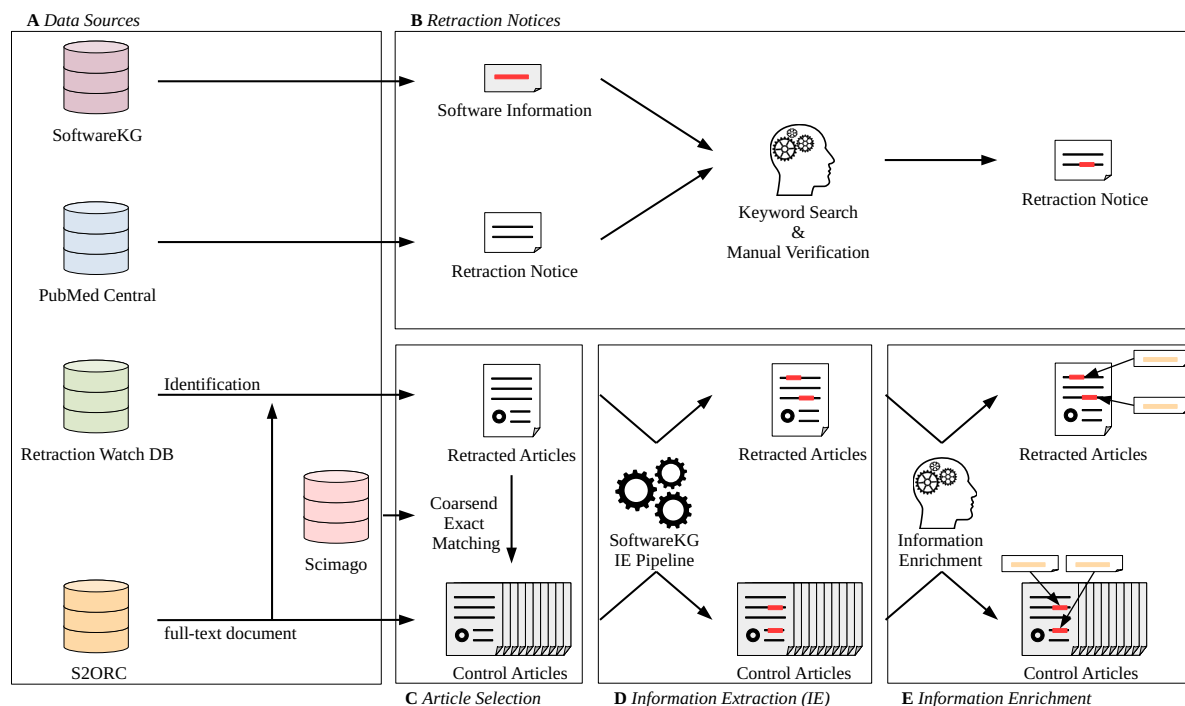 A Data Sources
B Retraction Notices
SoftwareKG
Software Information
PubMed Central
Retraction Notice
Keyword Search
&
Manual Verification
Retraction Notice
Identification
Retraction Watch DB
Scimago
full-text document
S2ORC
Retracted Articles
Coarsend
Exact
Matching
Control Articles
C Article Selection
Retracted Articles
SoftwareKG
IE Pipeline
Control Articles
D Information Extraction (IE)
Retracted Articles
Information
Enrichment
Control Articles
E Information Enrichment